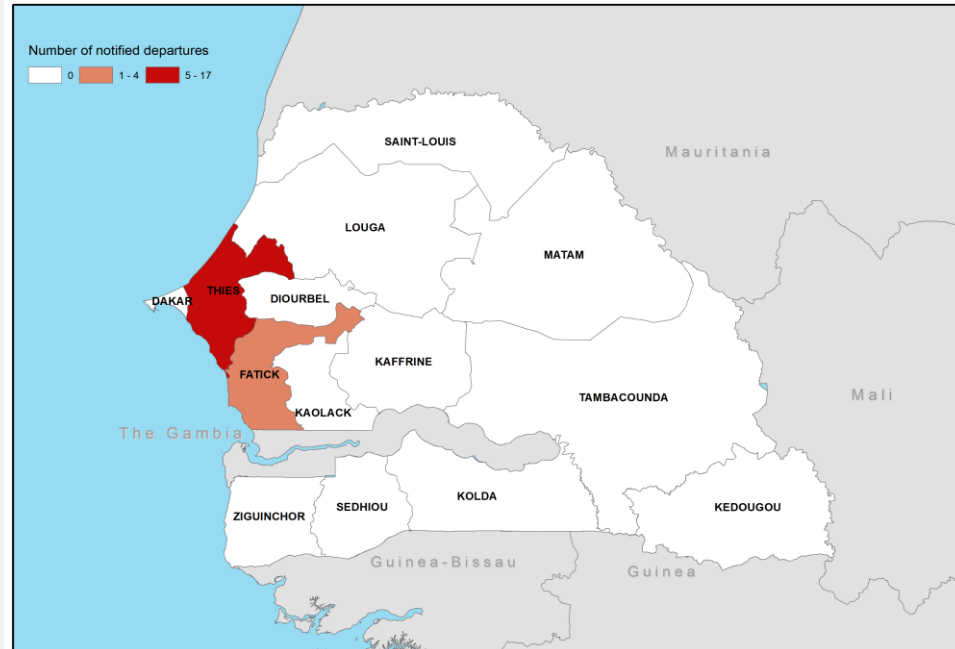 Number of notified departures
0 1 - 4 5 - 17
SAINT-LOUIS
Mauritania
LOUGA
MATAM
THIES
DAKAR
DIOURBEL
KAFFRINE
FATICK
TAMBACOUNDA
Mali
KAOLACK
The Gambia
KOLDA
SEDHIOU
KEDOUGOU
ZIGUINCHOR
Guinea-Bissau
Guinea